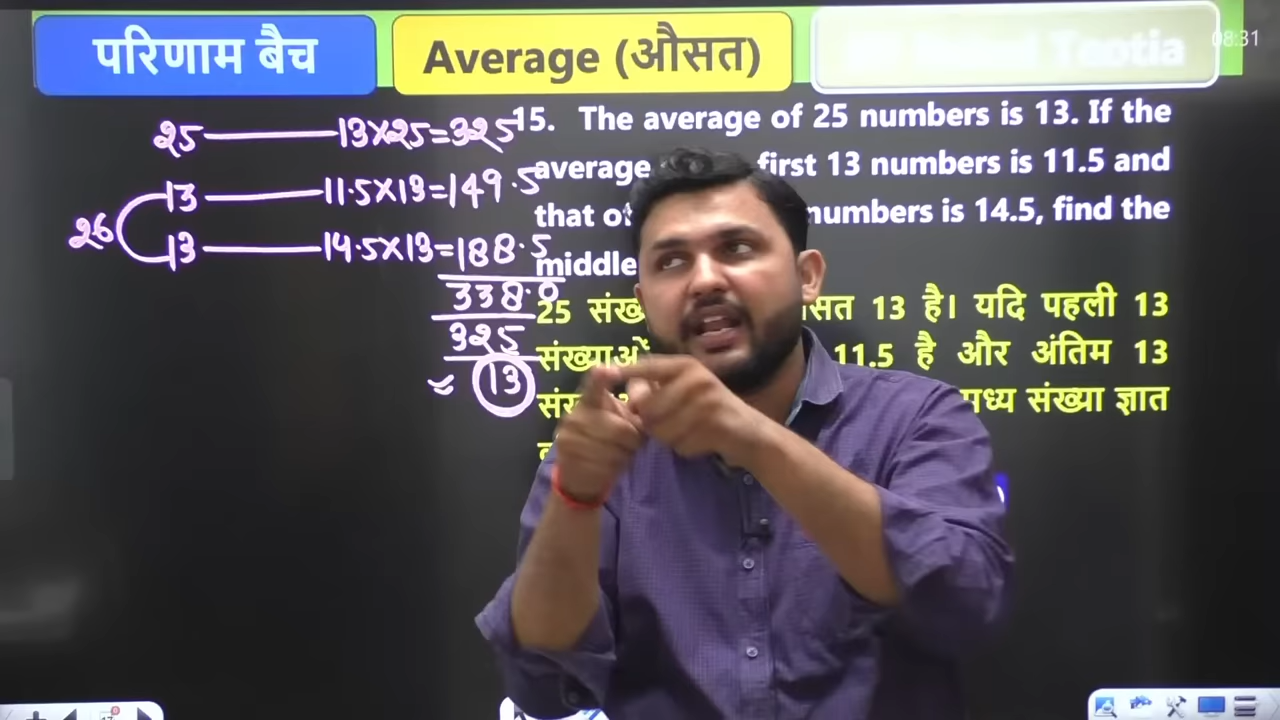 परिणाम बैच
Average (औसत)
Tootia
08:31
25 13×25=325
13 11.5×13=149.5
26
13 14.5×13=188.5
338.0
325
13
15. The average of 25 numbers is 13. If the
average first 13 numbers is 11.5 and
that of numbers is 14.5, find the
middle
25 औसत 13 है। यदि पहली 13
संख्याओं 11.5 है और अंतिम 13
मध्य संख्या ज्ञात